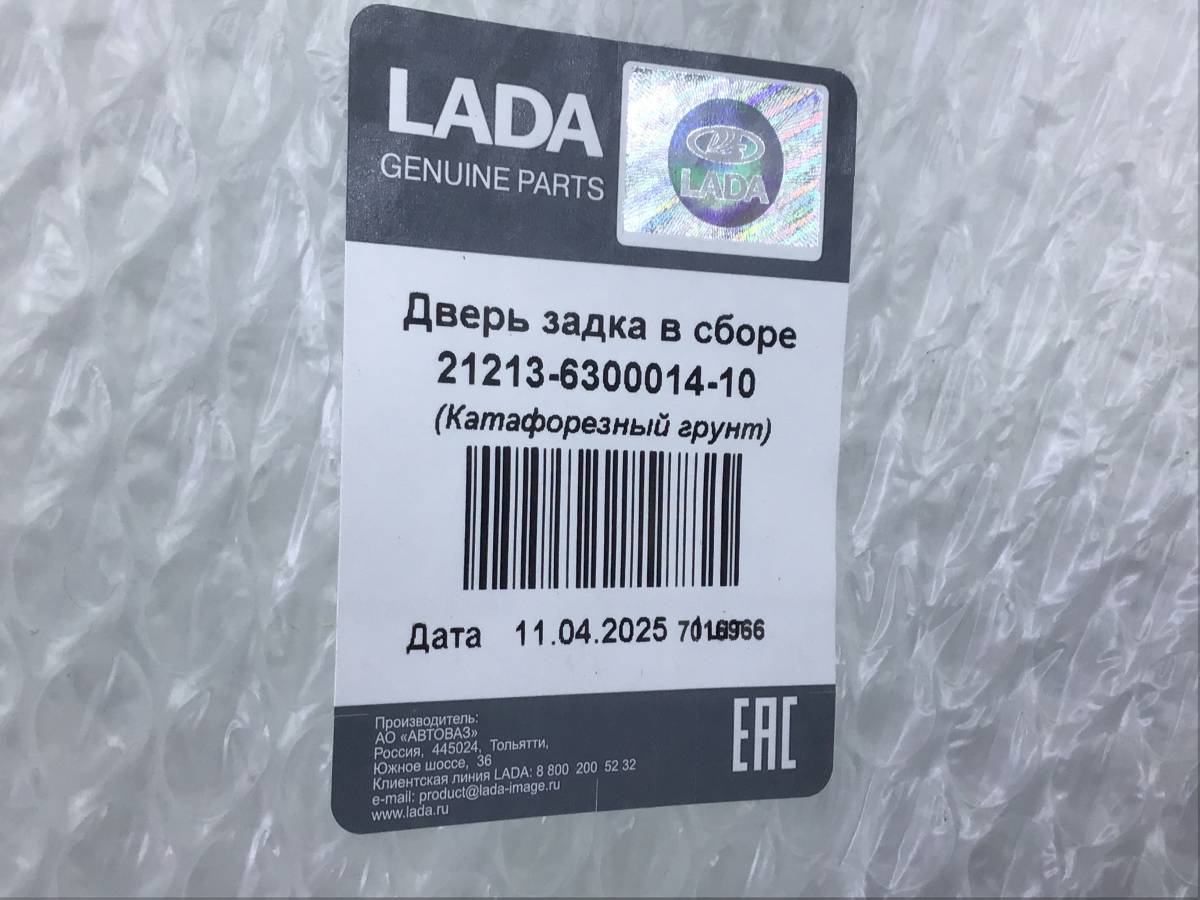 LADA
GENUINE PARTS
LADA
Дверь задка в сборе
21213-6300014-10
(Катафорезный грунт)
Дата 11.04.2025
Производитель:
АО «АВТОВАЗ»
Россия, 445024, Тольятти,
Южное шоссе, 36
Клиентская линия LADA: 8 800 200 52 32
e-mail: product@lada-image.ru
www.lada.ru
EAC